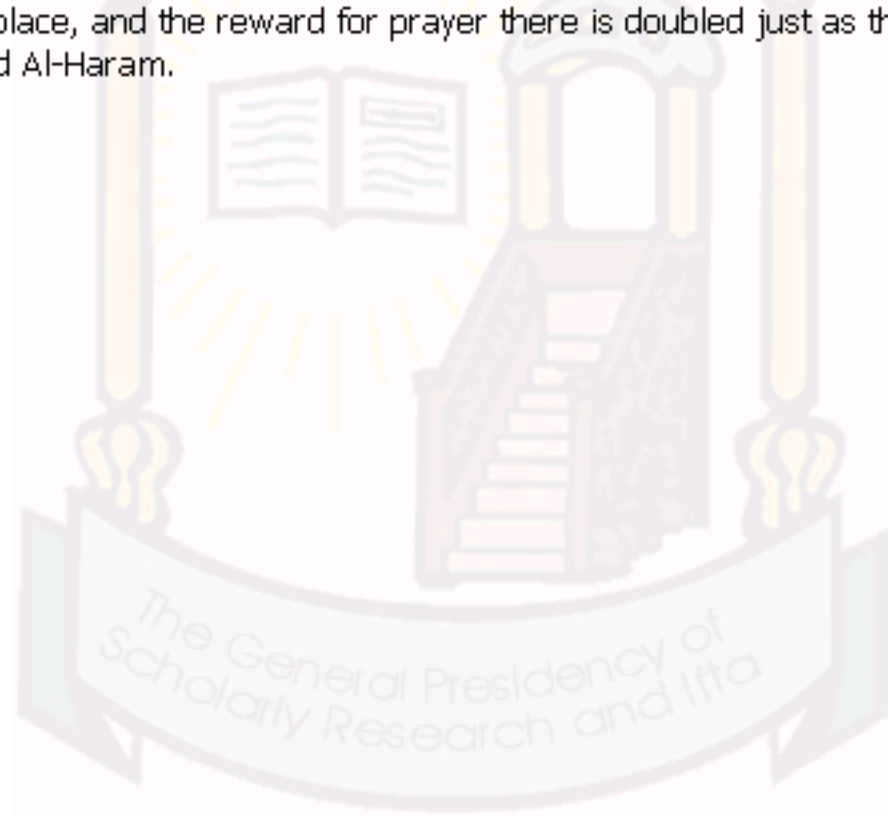 place, and the reward for prayer there is doubled just as
d Al-Haram.
The General Presidency of
Scholarly Research and Ifta